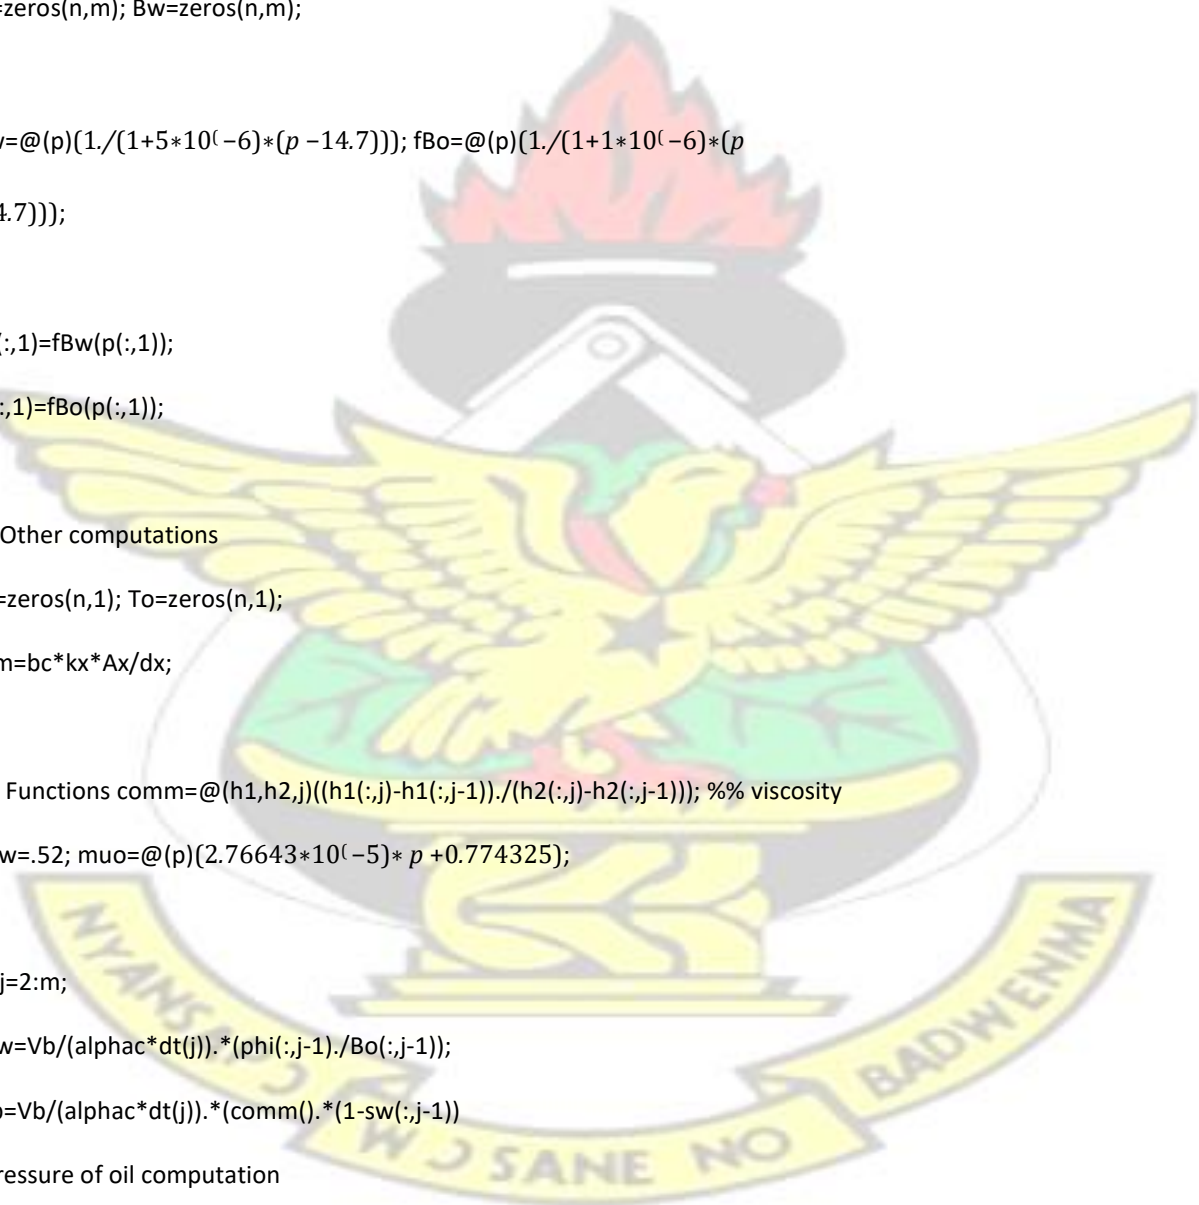 =zeros(n,m); Bw=zeros(n,m);
=@(p)(1./(1+5∗10⁽ −6)∗(p −14.7))); fBo=@(p)(1./(1+1∗10⁽ −6)∗(p
4.7)));
(:,1)=fBw(p(:,1));
:,1)=fBo(p(:,1));
Other computations
=zeros(n,1); To=zeros(n,1);
m=bc*kx*Ax/dx;
Functions comm=@(h1,h2,j)((h1(:,j)-h1(:,j-1))./(h2(:,j)-h2(:,j-1))); %% viscosity
w=.52; muo=@(p)(2.76643∗10⁽ −5)∗ p +0.774325);
j=2:m;
w=Vb/(alphac*dt(j)).*(phi(:,j-1)./Bo(:,j-1));
=Vb/(alphac*dt(j)).*(comm().*(1-sw(:,j-1))
ressure of oil computation
NYANSAPƆ WƆ SANE NO BADWENMA